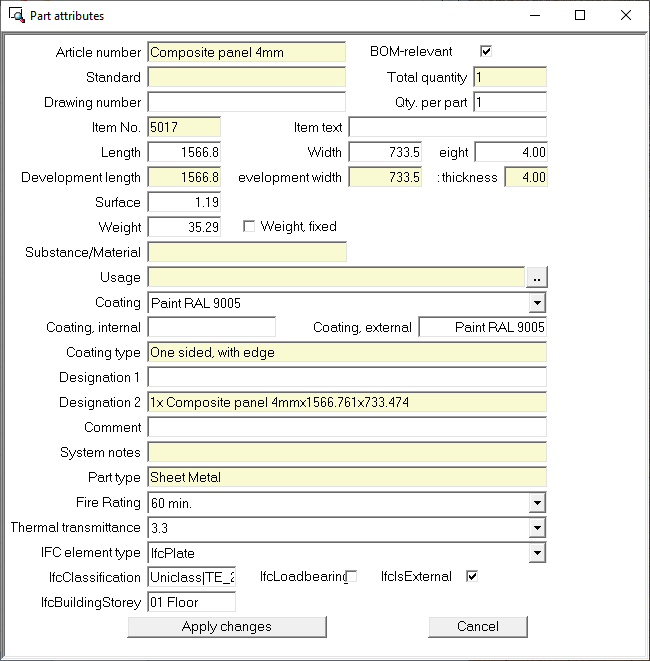 Part attributes
Article number Composite panel 4mm BOM-relevant
Standard Total quantity 1
Drawing number Qty. per part 1
Item No. 5017 Item text
Length 1566.8 Width 733.5 eight 4.00
Development length 1566.8 evelopment width 733.5 : thickness 4.00
Surface 1.19
Weight 35.29 Weight, fixed
Substance/Material
Usage ..
Coating Paint RAL 9005
Coating, internal Coating, external Paint RAL 9005
Coating type One sided, with edge
Designation 1
Designation 2 1x Composite panel 4mmx1566.761x733.474
Comment
System notes
Part type Sheet Metal
Fire Rating 60 min.
Thermal transmittance 3.3
IFC element type IfcPlate
IfcClassification Uniclass|TE_2 IfcLoadbearing IfcIsExternal
IfcBuildingStorey 01 Floor
Apply changes Cancel